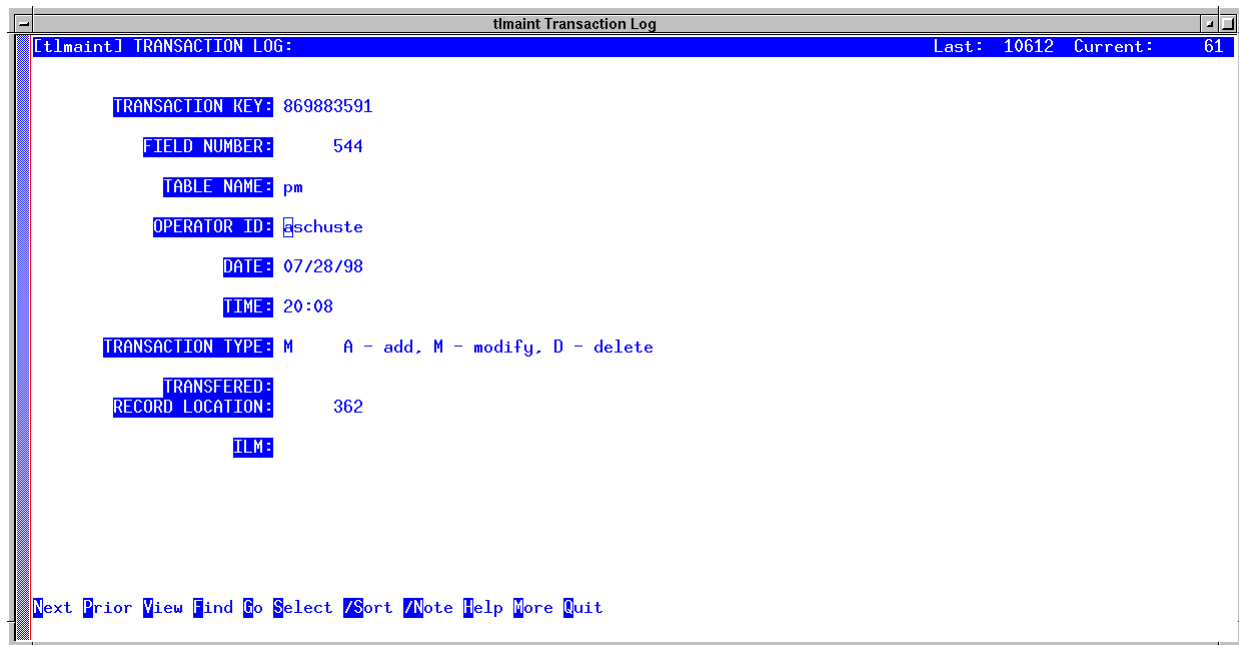 tlmaint Transaction Log
[tlmaint] TRANSACTION LOG: Last: 10612 Current: 61
TRANSACTION KEY: 869883591
FIELD NUMBER: 544
TABLE NAME: pm
OPERATOR ID: aschuste
DATE: 07/28/98
TIME: 20:08
TRANSACTION TYPE: M A - add, M - modify, D - delete
TRANSFERED:
RECORD LOCATION: 362
ILM:
Next Prior View Find Go Select /Sort /Note Help More Quit